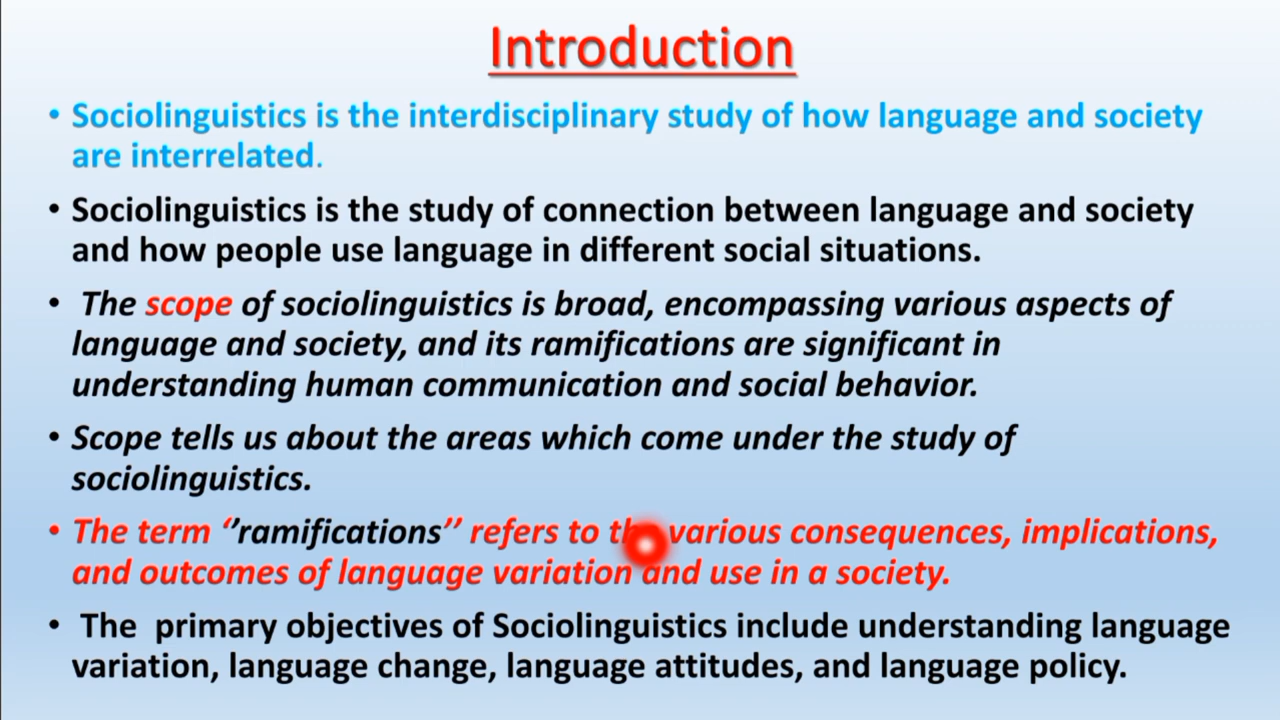 Introduction
• Sociolinguistics is the interdisciplinary study of how language and society
are interrelated.
• Sociolinguistics is the study of connection between language and society
and how people use language in different social situations.
• The scope of sociolinguistics is broad, encompassing various aspects of
language and society, and its ramifications are significant in
understanding human communication and social behavior.
• Scope tells us about the areas which come under the study of
sociolinguistics.
• The term ‘’ramifications’’ refers to the various consequences, implications,
and outcomes of language variation and use in a society.
• The primary objectives of Sociolinguistics include understanding language
variation, language change, language attitudes, and language policy.